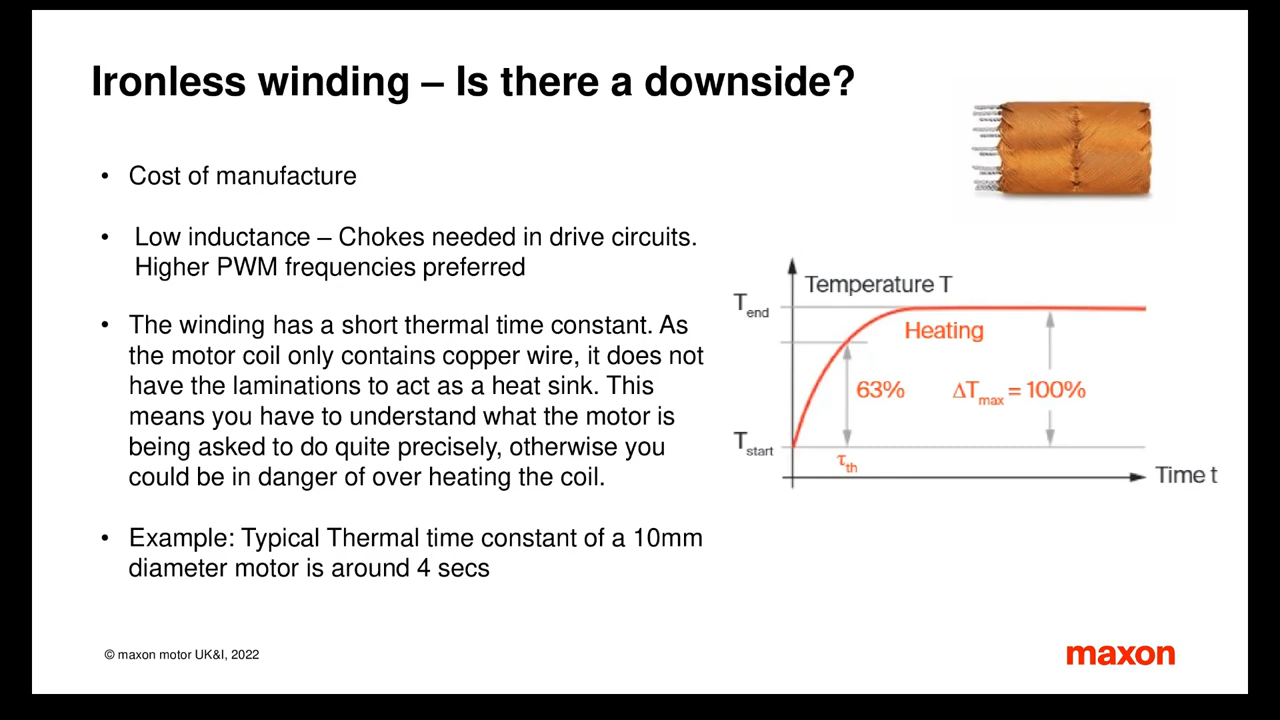 Ironless winding – Is there a downside?
• Cost of manufacture
• Low inductance – Chokes needed in drive circuits.
Higher PWM frequencies preferred
• The winding has a short thermal time constant. As
the motor coil only contains copper wire, it does not
have the laminations to act as a heat sink. This
means you have to understand what the motor is
being asked to do quite precisely, otherwise you
could be in danger of over heating the coil.
• Example: Typical Thermal time constant of a 10mm
diameter motor is around 4 secs
Temperature T
Tend
Heating
63%
ΔTmax = 100%
Tstart
τth
Time t
© maxon motor UK&I, 2022
maxon